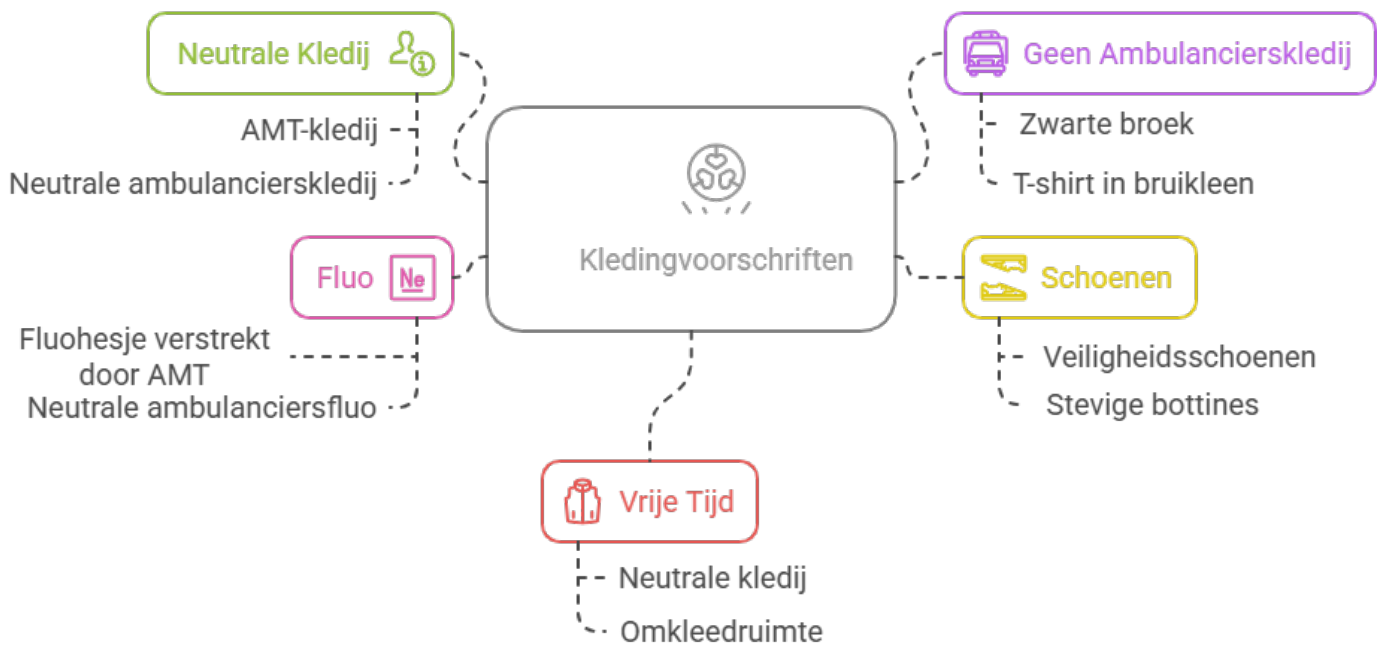 Neutrale Kledij
AMT-kledij
Neutrale ambulancierskledij
Fluo
Ne
Fluohesje verstrekt
door AMT
Neutrale ambulanciersfluo
Kledingvoorschriften
Geen Ambulancierskledij
Zwarte broek
T-shirt in bruikleen
Schoenen
Veiligheidsschoenen
Stevige bottines
Vrije Tijd
Neutrale kledij
Omkleedruimte